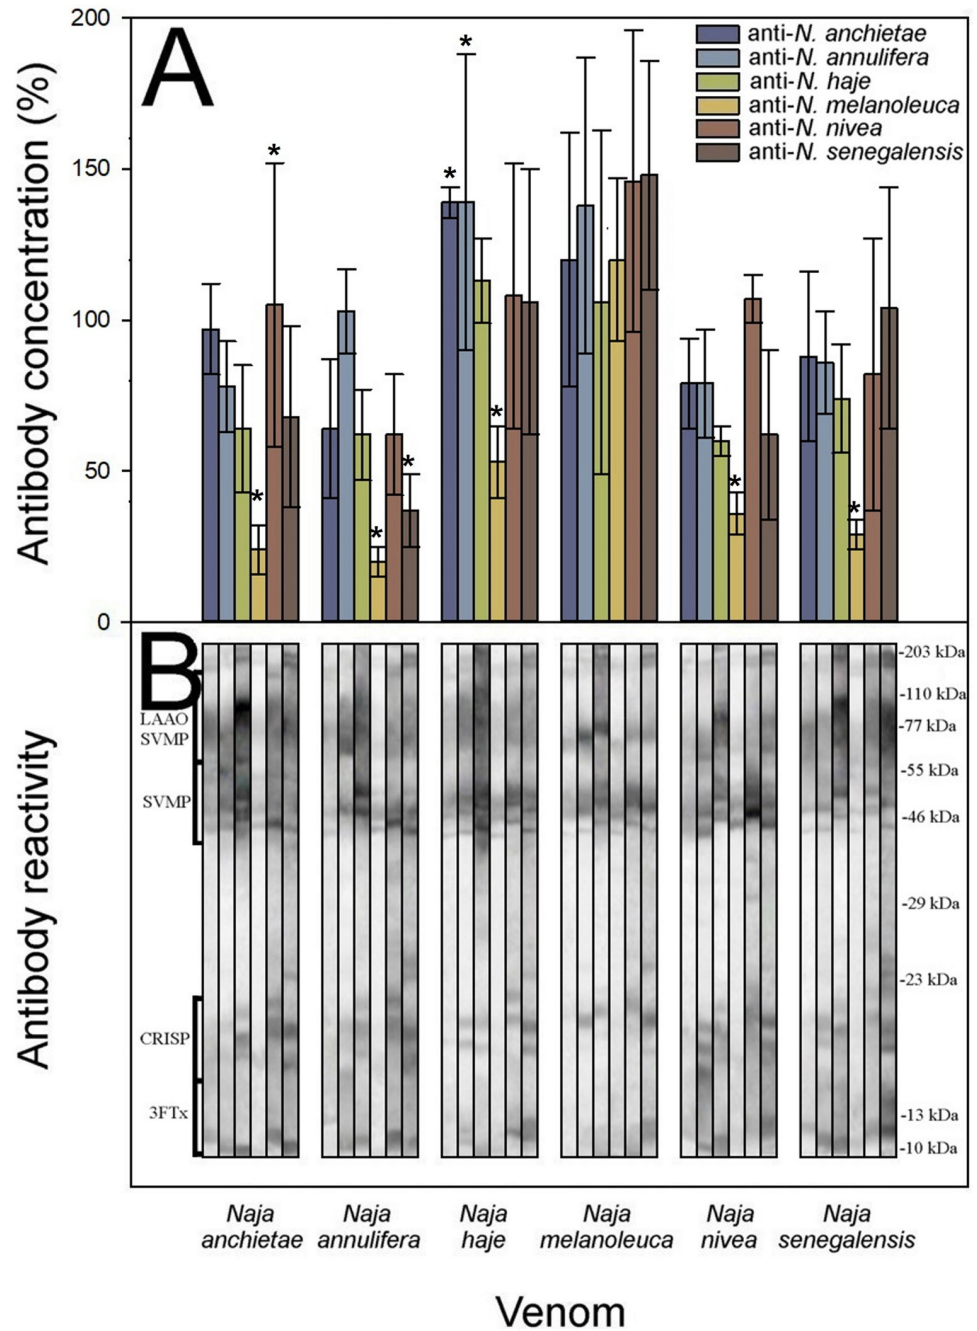 200
A
anti-N. anchietae
anti-N. annulifera
anti-N. haje
anti-N. melanoleuca
anti-N. nivea
anti-N. senegalensis
*
*
*
*
*
*
*
*
*
150
100
50
0
Antibody concentration (%)
B
LAAO
SVMP
SVMP
CRISP
3FTx
-203 kDa
-110 kDa
-77 kDa
-55 kDa
-46 kDa
-29 kDa
-23 kDa
-13 kDa
-10 kDa
Antibody reactivity
Naja anchietae
Naja annulifera
Naja haje
Naja melanoleuca
Naja nivea
Naja senegalensis
Venom